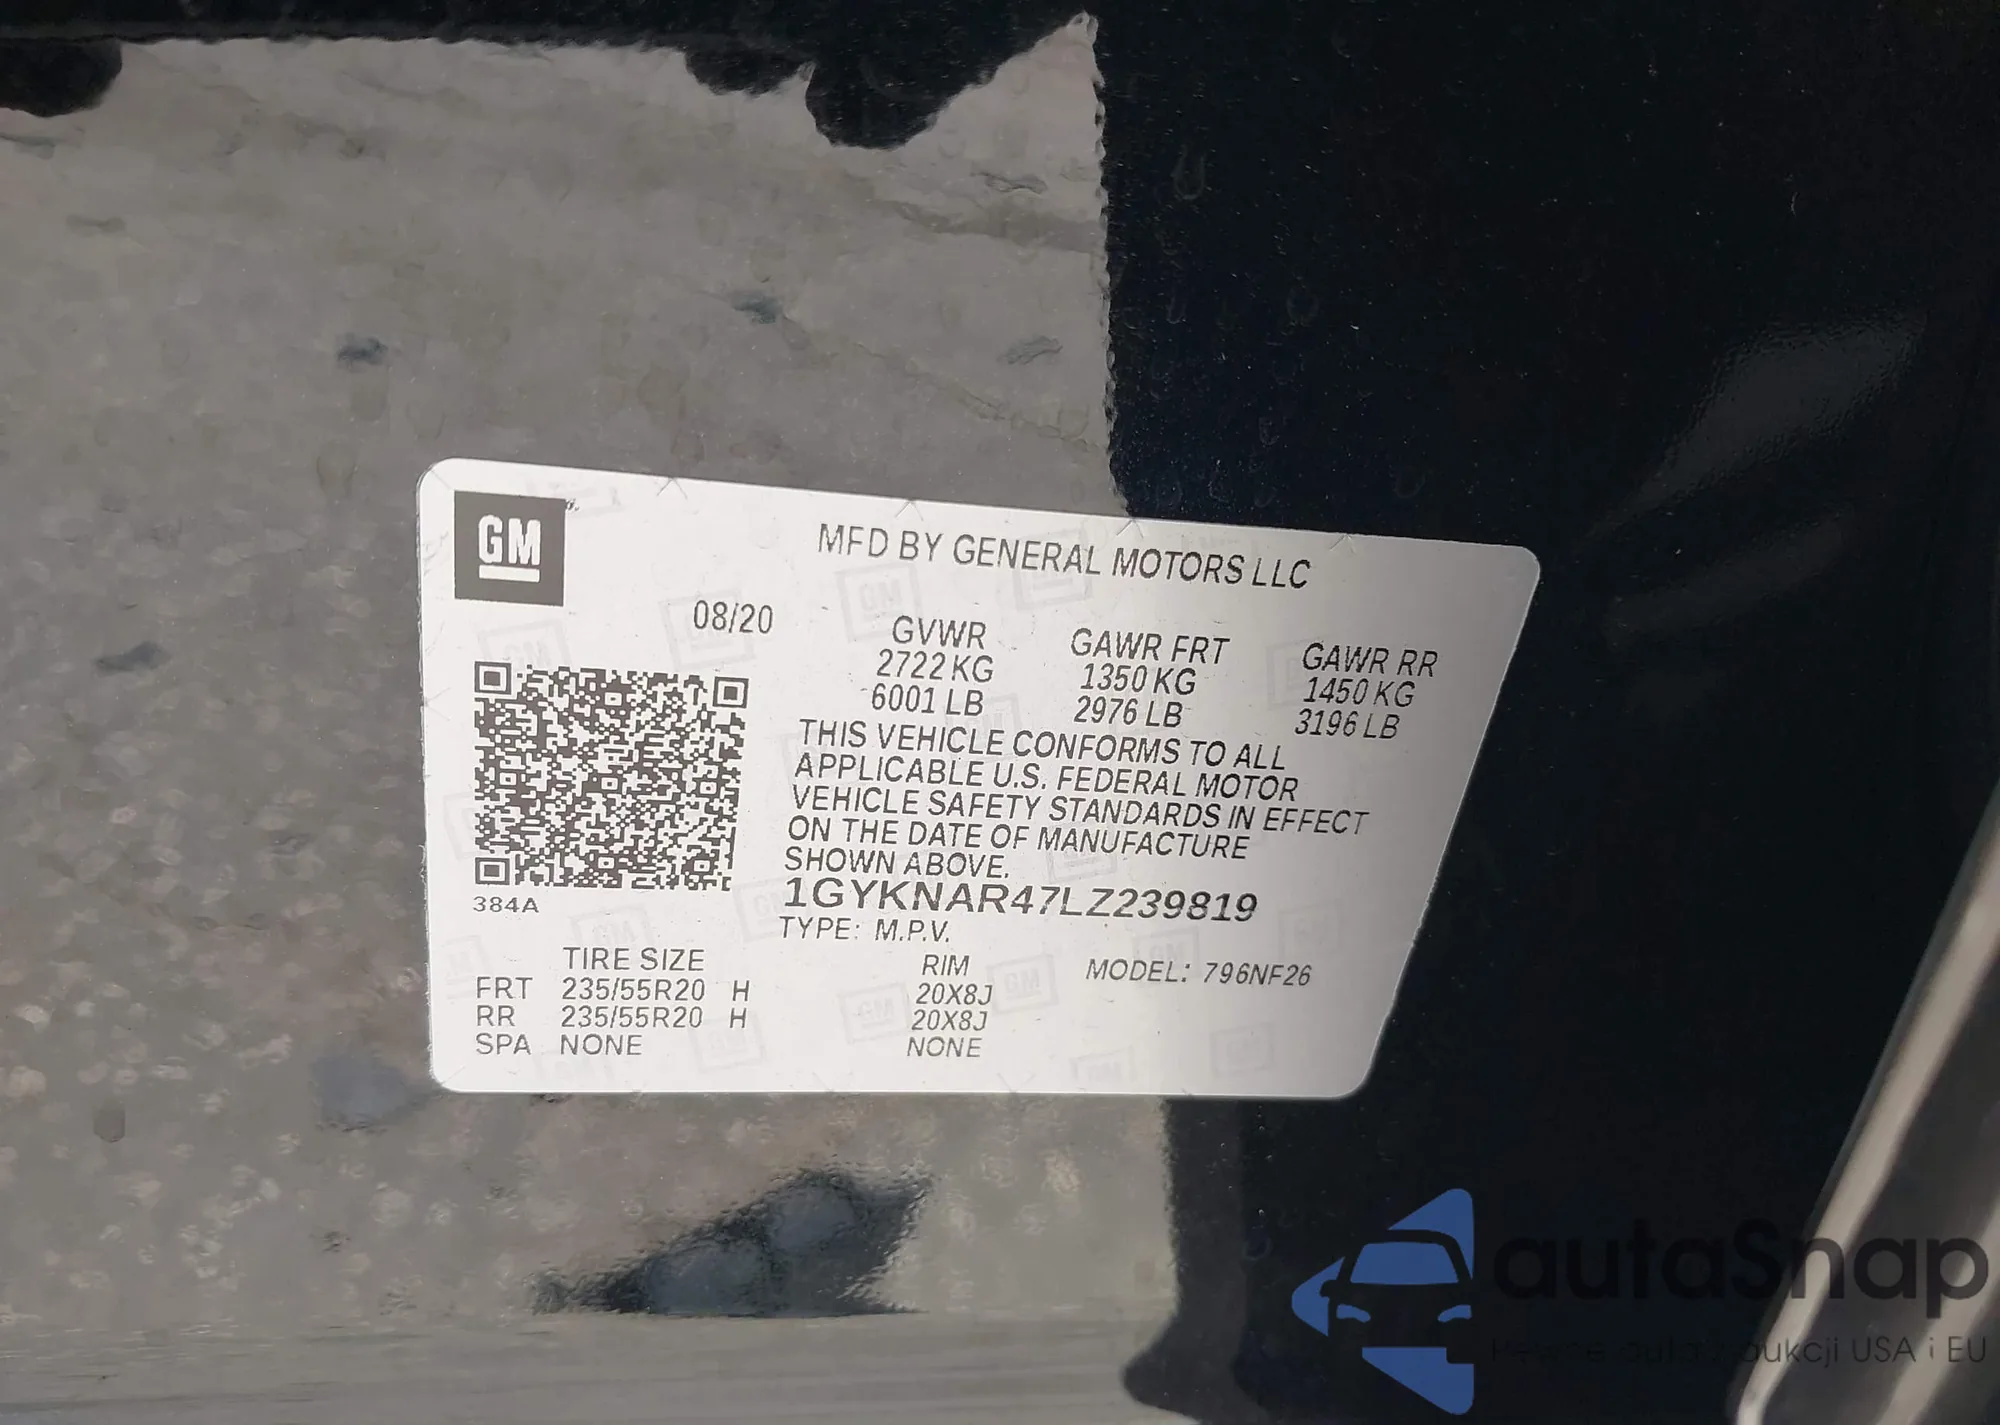 GM
MFD BY GENERAL MOTORS LLC
08/20
GVWR GAWR FRT GAWR RR
2722 KG 1350 KG 1450 KG
6001 LB 2976 LB 3196 LB
THIS VEHICLE CONFORMS TO ALL
APPLICABLE U.S. FEDERAL MOTOR
VEHICLE SAFETY STANDARDS IN EFFECT
ON THE DATE OF MANUFACTURE
SHOWN ABOVE.
1GYKNAR47LZ239819
384A
TYPE: M.P.V.
TIRE SIZE RIM MODEL: 796NF26
FRT 235/55R20 H 20X8J
RR 235/55R20 H 20X8J
SPA NONE NONE
autaSnap
USA i EU